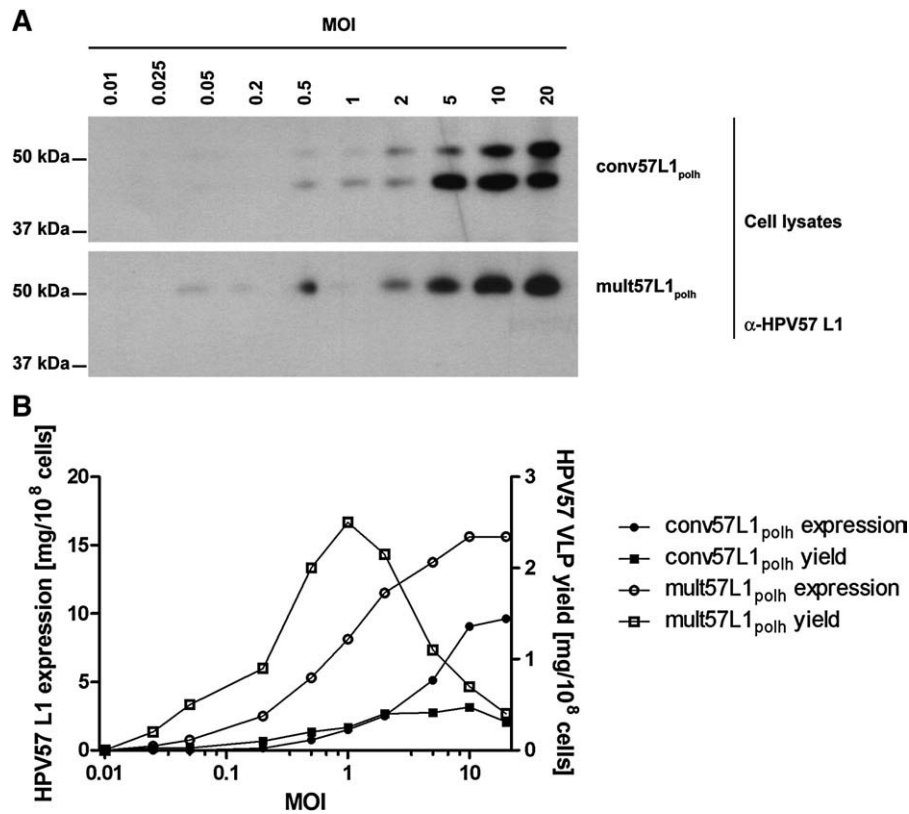 A
MOI
0.01 0.025 0.05 0.2 0.5 1 2 5 10 20
50 kDa
37 kDa
conv57L1polh
50 kDa
37 kDa
mult57L1polh
Cell lysates
α-HPV57 L1
B
HPV57 L1 expression [mg/10⁸ cells]
20
15
10
5
0
0.01 0.1 1 10
MOI
3
2
1
0
HPV57 VLP yield [mg/10⁸ cells]
conv57L1polh expression
conv57L1polh yield
mult57L1polh expression
mult57L1polh yield